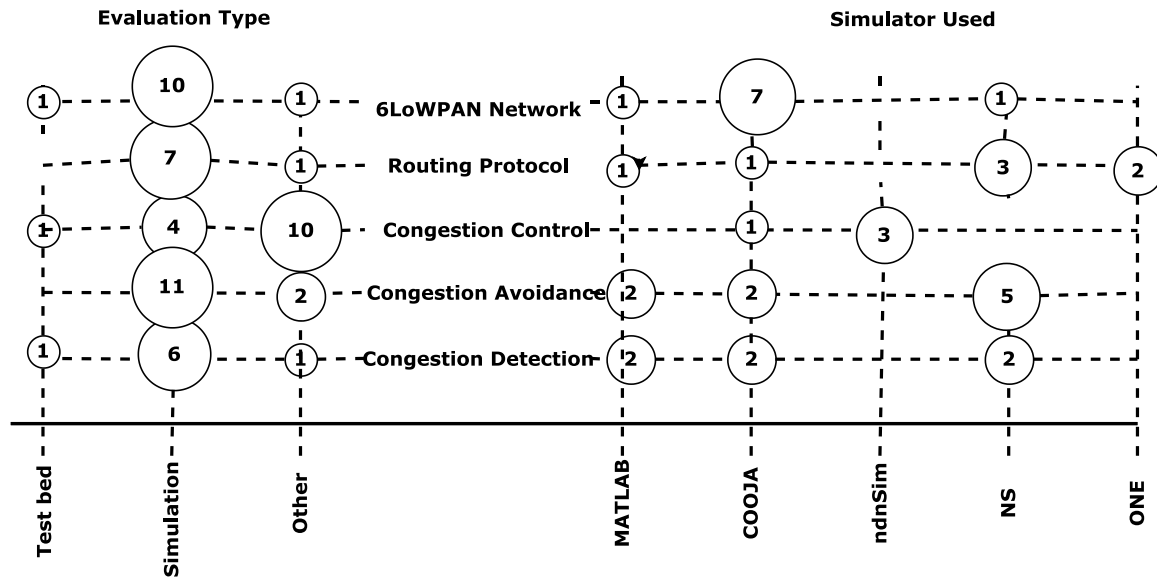 Evaluation Type Simulator Used
1 10 1 6LoWPAN Network 1 7 1
7 1 Routing Protocol 1 1 3 2
1 4 10 Congestion Control 1 3
11 2 Congestion Avoidance 2 2 5
1 6 1 Congestion Detection 2 2 2
Test bed
Simulation
Other
MATLAB
COOJA
ndnSim
NS
ONE